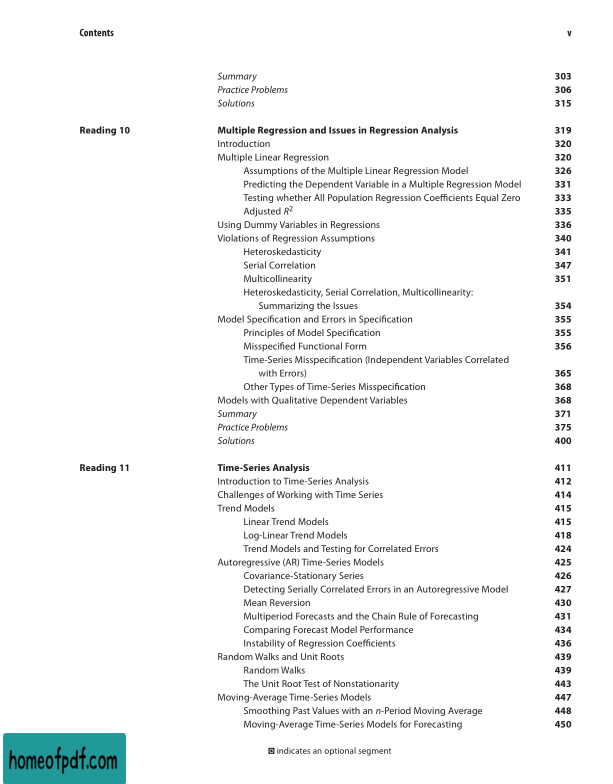 Contents v
Summary 303
Practice Problems 306
Solutions 315
Reading 10 Multiple Regression and Issues in Regression Analysis 319
Introduction 320
Multiple Linear Regression 320
Assumptions of the Multiple Linear Regression Model 326
Predicting the Dependent Variable in a Multiple Regression Model 331
Testing whether All Population Regression Coefficients Equal Zero 333
Adjusted R² 335
Using Dummy Variables in Regressions 336
Violations of Regression Assumptions 340
Heteroskedasticity 341
Serial Correlation 347
Multicollinearity 351
Heteroskedasticity, Serial Correlation, Multicollinearity:
Summarizing the Issues 354
Model Specification and Errors in Specification 355
Principles of Model Specification 355
Misspecified Functional Form 356
Time-Series Misspecification (Independent Variables Correlated
with Errors) 365
Other Types of Time-Series Misspecification 368
Models with Qualitative Dependent Variables 368
Summary 371
Practice Problems 375
Solutions 400
Reading 11 Time-Series Analysis 411
Introduction to Time-Series Analysis 412
Challenges of Working with Time Series 414
Trend Models 415
Linear Trend Models 415
Log-Linear Trend Models 418
Trend Models and Testing for Correlated Errors 424
Autoregressive (AR) Time-Series Models 425
Covariance-Stationary Series 426
Detecting Serially Correlated Errors in an Autoregressive Model 427
Mean Reversion 430
Multiperiod Forecasts and the Chain Rule of Forecasting 431
Comparing Forecast Model Performance 434
Instability of Regression Coefficients 436
Random Walks and Unit Roots 439
Random Walks 439
The Unit Root Test of Nonstationarity 443
Moving-Average Time-Series Models 447
Smoothing Past Values with an n-Period Moving Average 448
Moving-Average Time-Series Models for Forecasting 450
indicates an optional segment
homeofpdf.com